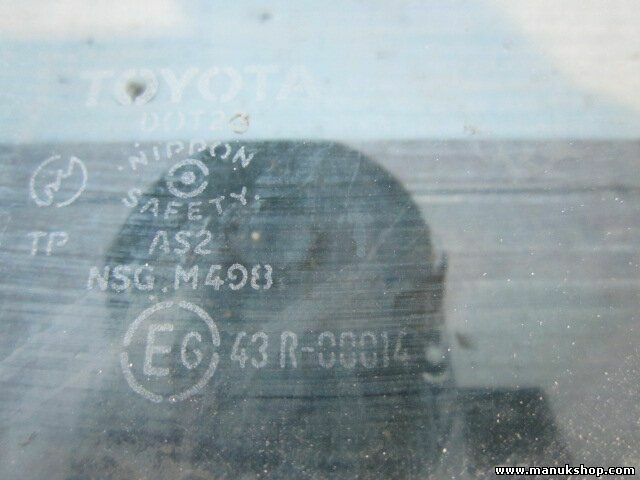 TOYOTA
DOT20
NIPPON
SAFETY
TP AS2
NSG M498
E6 43 R-00014
www.manukshop.com